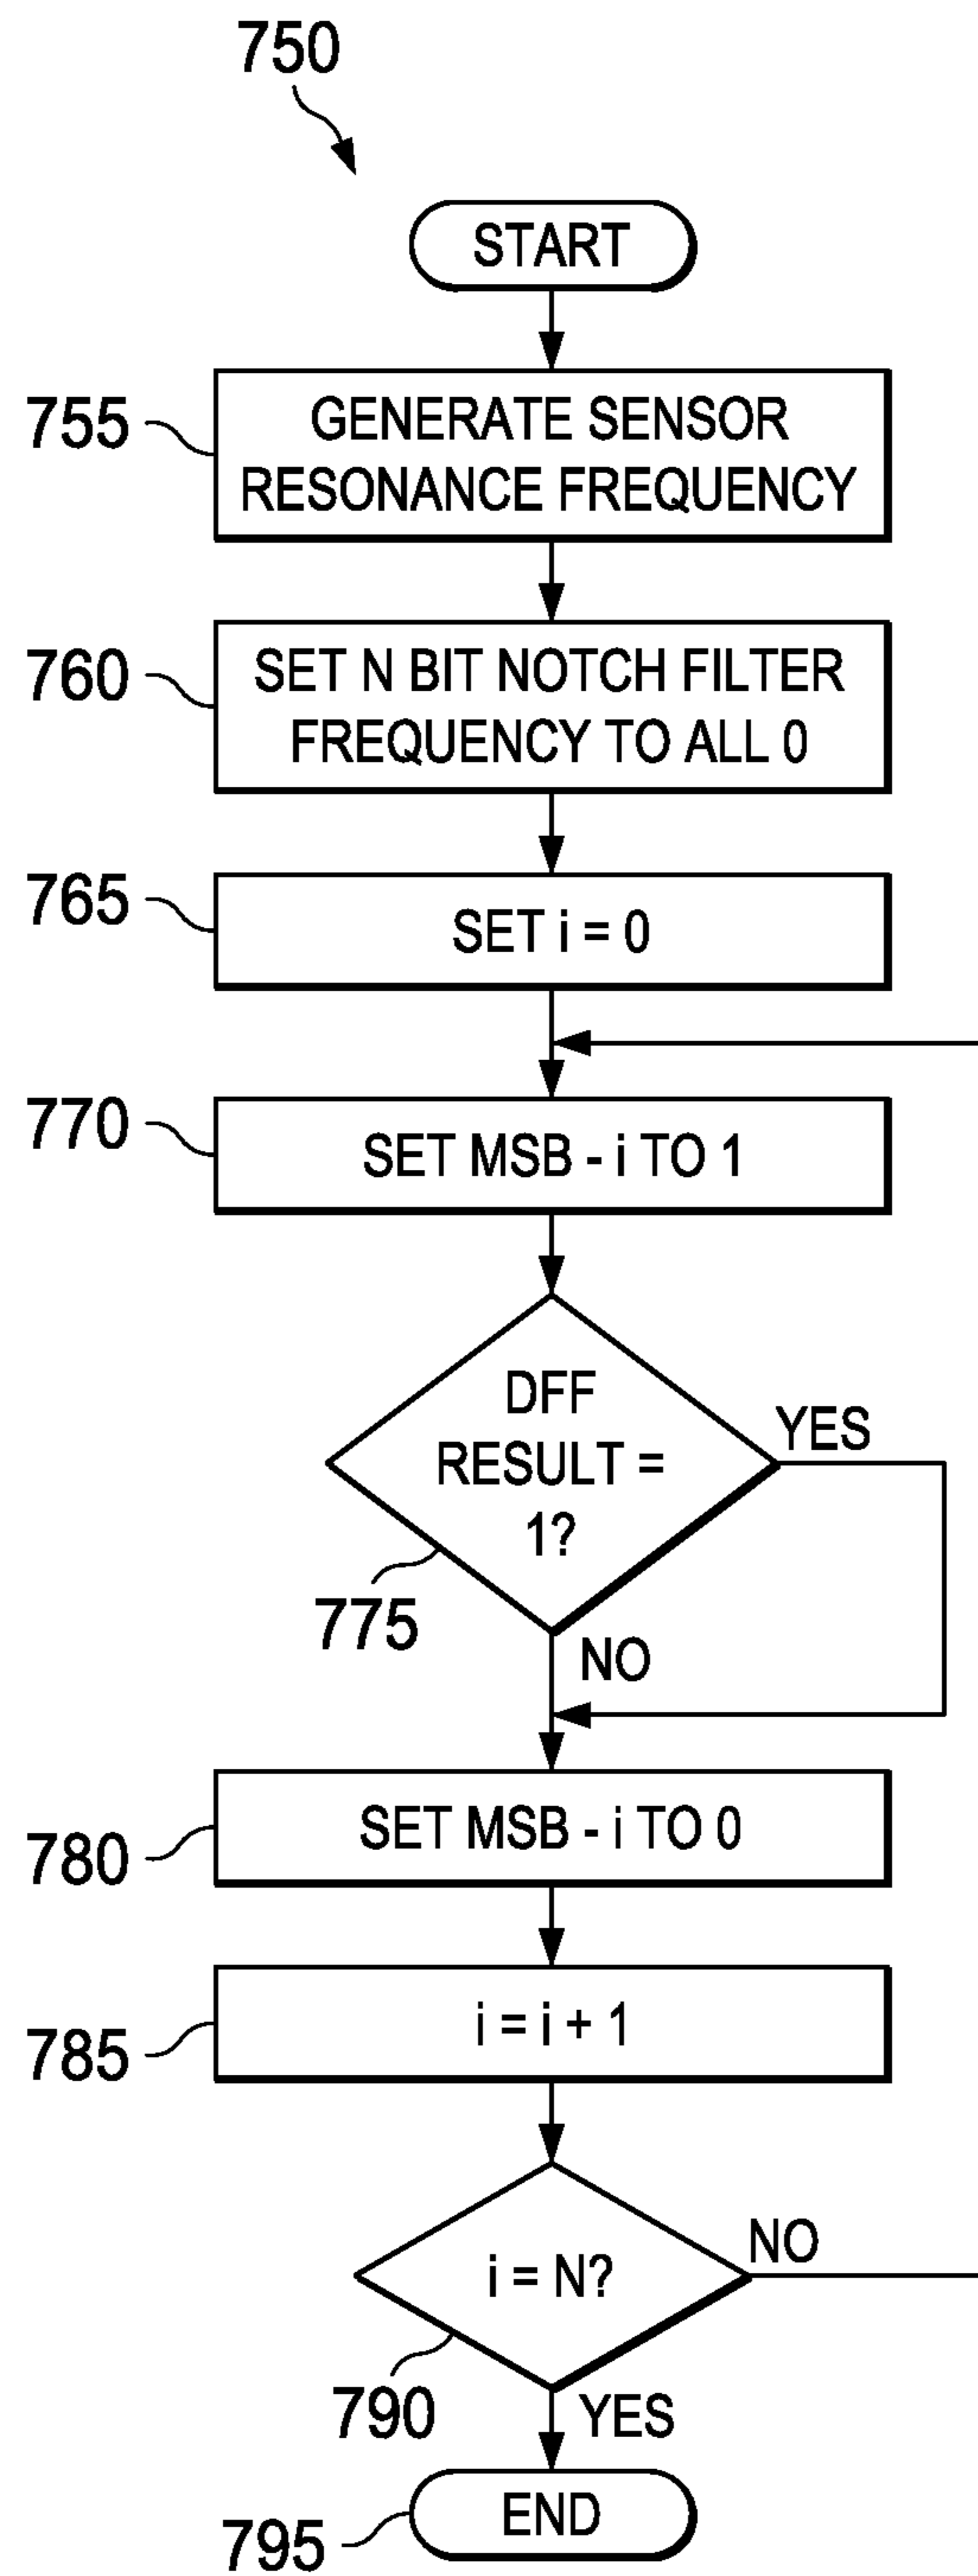 750
START
755
GENERATE SENSOR
RESONANCE FREQUENCY
760
SET N BIT NOTCH FILTER
FREQUENCY TO ALL 0
765
SET i = 0
770
SET MSB - i TO 1
DFF
RESULT =
1?
YES
775
NO
SET MSB - i TO 0
780
i = i + 1
785
i = N?
NO
790
YES
END
795